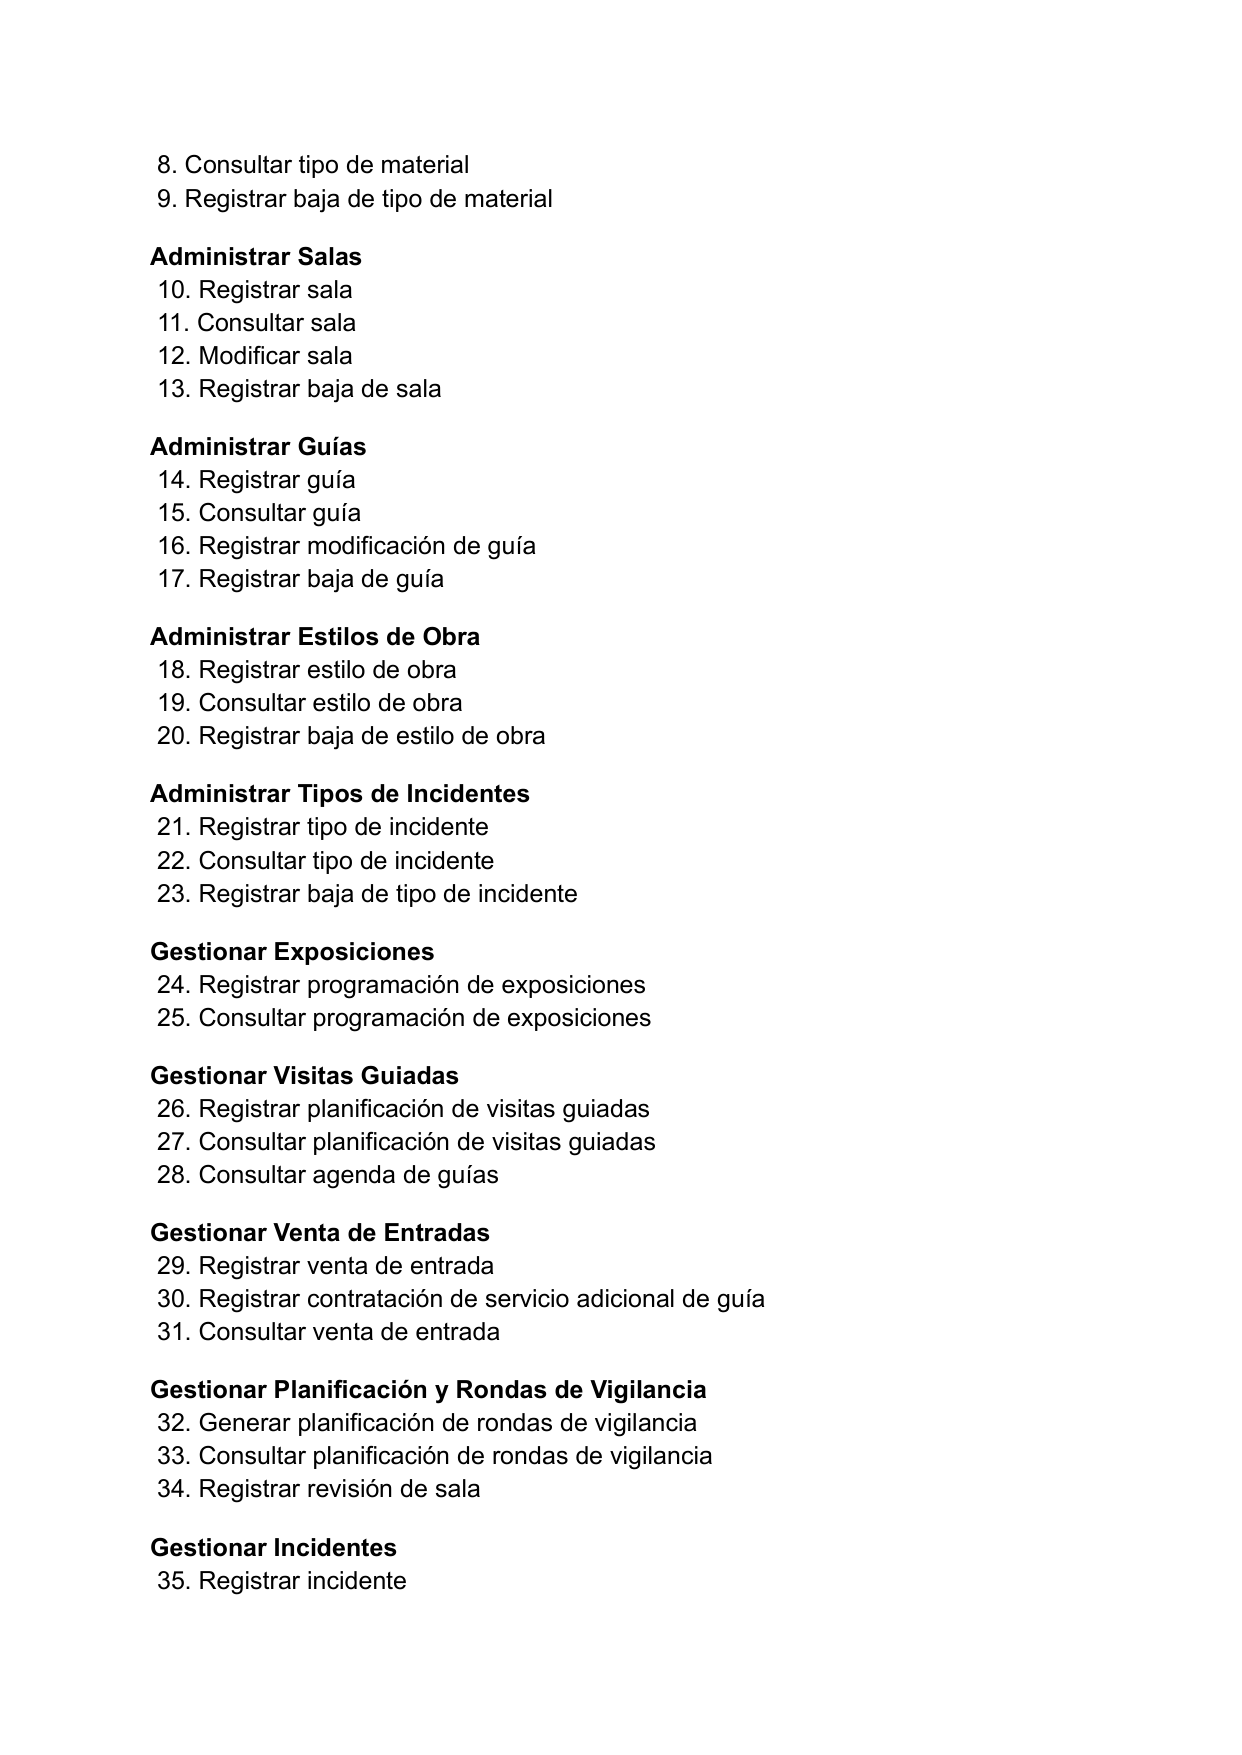 8. Consultar tipo de material
9. Registrar baja de tipo de material
Administrar Salas
10. Registrar sala
11. Consultar sala
12. Modificar sala
13. Registrar baja de sala
Administrar Guías
14. Registrar guía
15. Consultar guía
16. Registrar modificación de guía
17. Registrar baja de guía
Administrar Estilos de Obra
18. Registrar estilo de obra
19. Consultar estilo de obra
20. Registrar baja de estilo de obra
Administrar Tipos de Incidentes
21. Registrar tipo de incidente
22. Consultar tipo de incidente
23. Registrar baja de tipo de incidente
Gestionar Exposiciones
24. Registrar programación de exposiciones
25. Consultar programación de exposiciones
Gestionar Visitas Guiadas
26. Registrar planificación de visitas guiadas
27. Consultar planificación de visitas guiadas
28. Consultar agenda de guías
Gestionar Venta de Entradas
29. Registrar venta de entrada
30. Registrar contratación de servicio adicional de guía
31. Consultar venta de entrada
Gestionar Planificación y Rondas de Vigilancia
32. Generar planificación de rondas de vigilancia
33. Consultar planificación de rondas de vigilancia
34. Registrar revisión de sala
Gestionar Incidentes
35. Registrar incidente